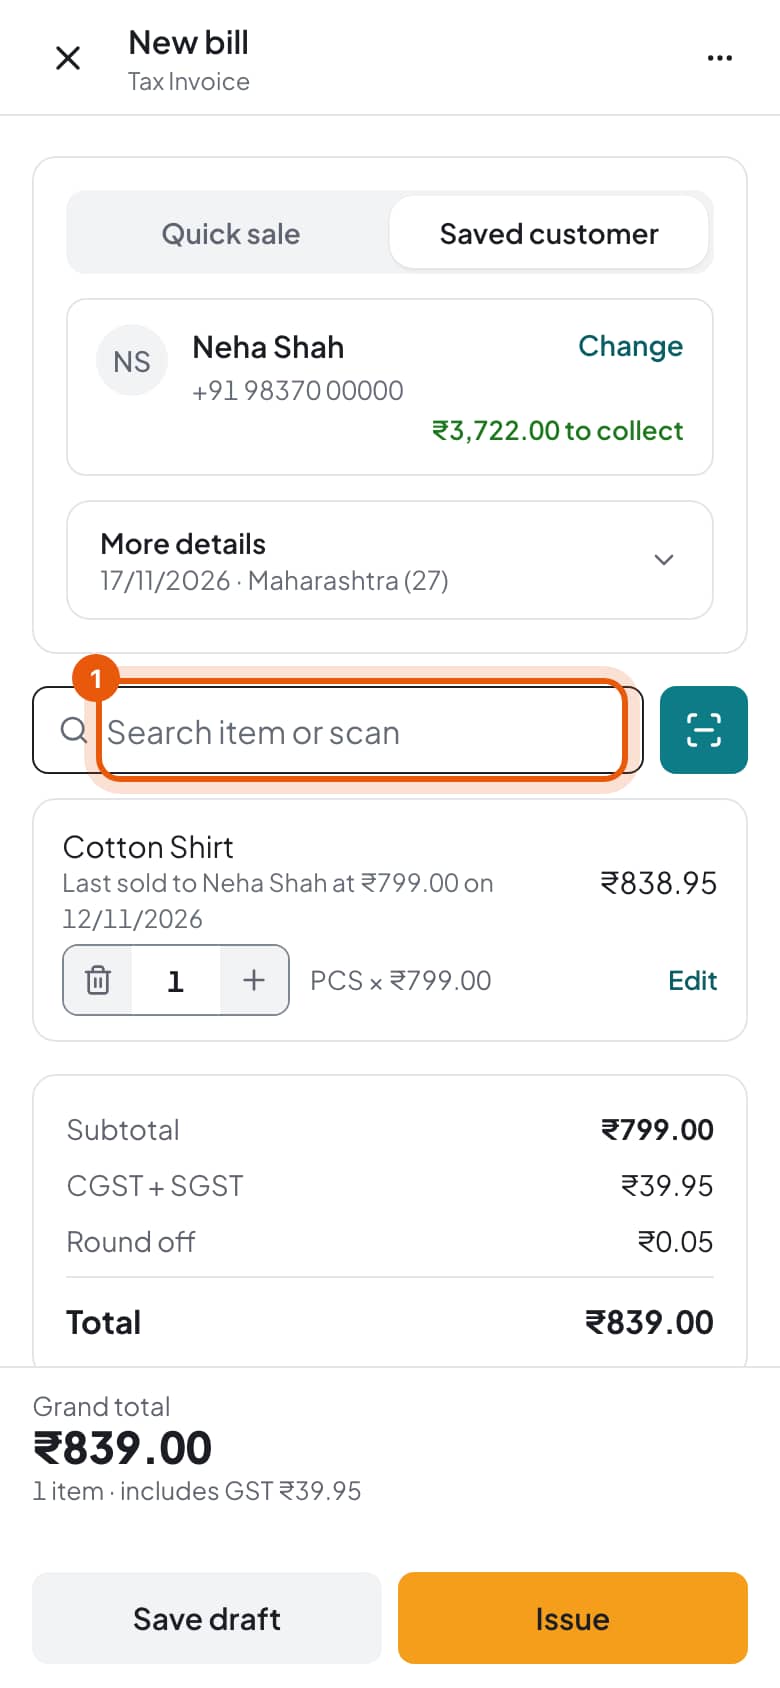 New bill
Tax Invoice
Quick sale
Saved customer
NS
Neha Shah
Change
+91 98370 00000
₹3,722.00 to collect
More details
17/11/2026 · Maharashtra (27)
1
Search item or scan
Cotton Shirt
Last sold to Neha Shah at ₹799.00 on
12/11/2026
₹838.95
1
PCS × ₹799.00
Edit
Subtotal
₹799.00
CGST + SGST
₹39.95
Round off
₹0.05
Total
₹839.00
Grand total
₹839.00
1 item · includes GST ₹39.95
Save draft
Issue